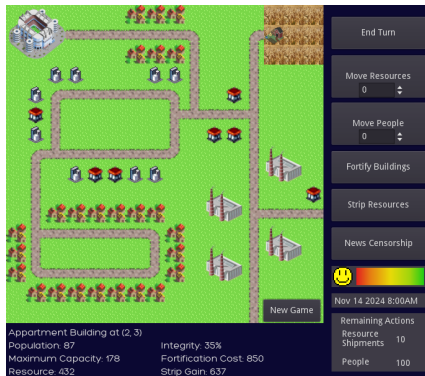 End Turn
Move Resources
0
Move People
0
Fortify Buildings
Strip Resources
News Censorship
Nov 14 2024 8:00AM
New Game
Remaining Actions
Resource Shipments 10
People 100
Appartment Building at (2, 3)
Population: 87
Integrity: 35%
Maximum Capacity: 178
Fortification Cost: 850
Resource: 432
Strip Gain: 637